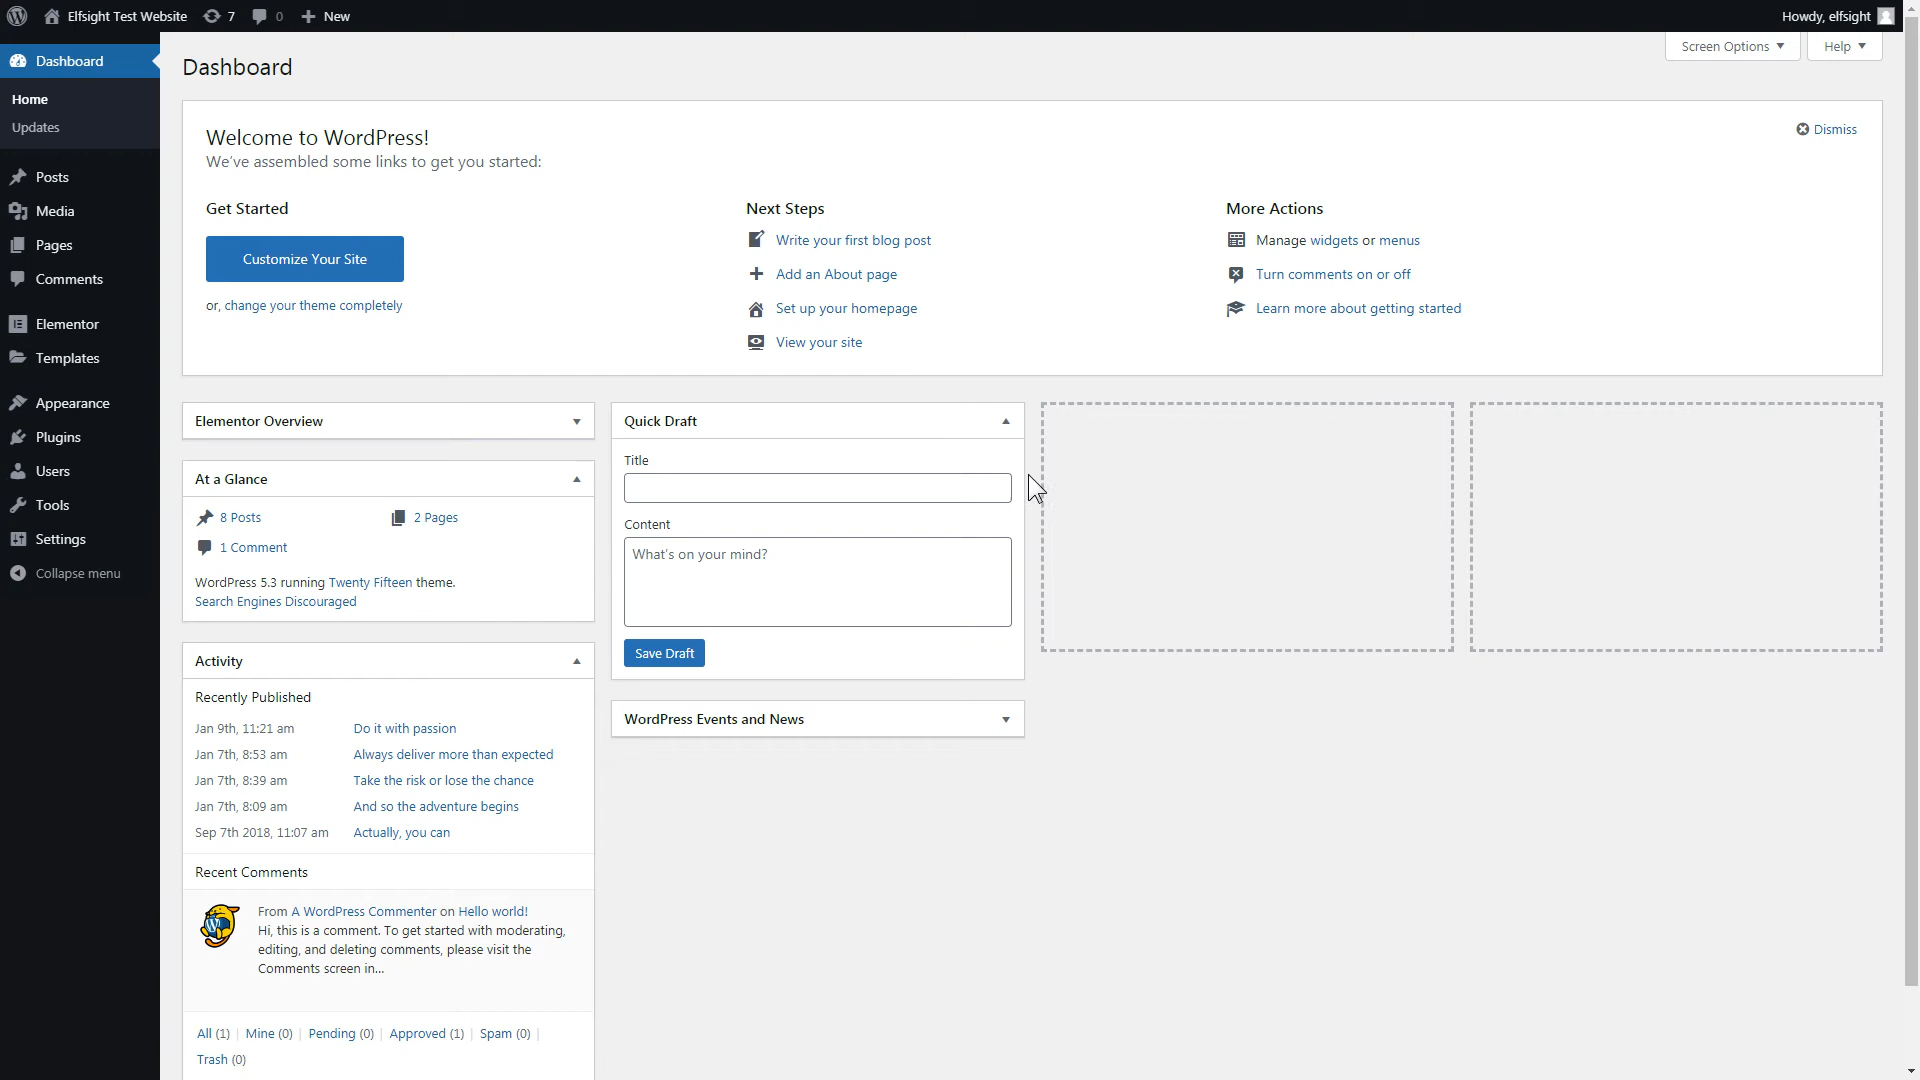 Elfsight Test Website 7 0 New Howdy, elfsight
Dashboard
Home
Updates
Posts
Media
Pages
Comments
Elementor
Templates
Appearance
Plugins
Users
Tools
Settings
Collapse menu
Screen Options Help
Dashboard
Welcome to WordPress!
We've assembled some links to get you started:
Dismiss
Get Started
Customize Your Site
or, change your theme completely
Next Steps
Write your first blog post
Add an About page
Set up your homepage
View your site
More Actions
Manage widgets or menus
Turn comments on or off
Learn more about getting started
Elementor Overview
At a Glance
8 Posts 2 Pages
1 Comment
WordPress 5.3 running Twenty Fifteen theme.
Search Engines Discouraged
Activity
Recently Published
Jan 9th, 11:21 am Do it with passion
Jan 7th, 8:53 am Always deliver more than expected
Jan 7th, 8:39 am Take the risk or lose the chance
Jan 7th, 8:09 am And so the adventure begins
Sep 7th 2018, 11:07 am Actually, you can
Recent Comments
From A WordPress Commenter on Hello world!
Hi, this is a comment. To get started with moderating,
editing, and deleting comments, please visit the
Comments screen in...
All (1) | Mine (0) | Pending (0) | Approved (1) | Spam (0) |
Trash (0)
Quick Draft
Title
Content
What's on your mind?
Save Draft
WordPress Events and News